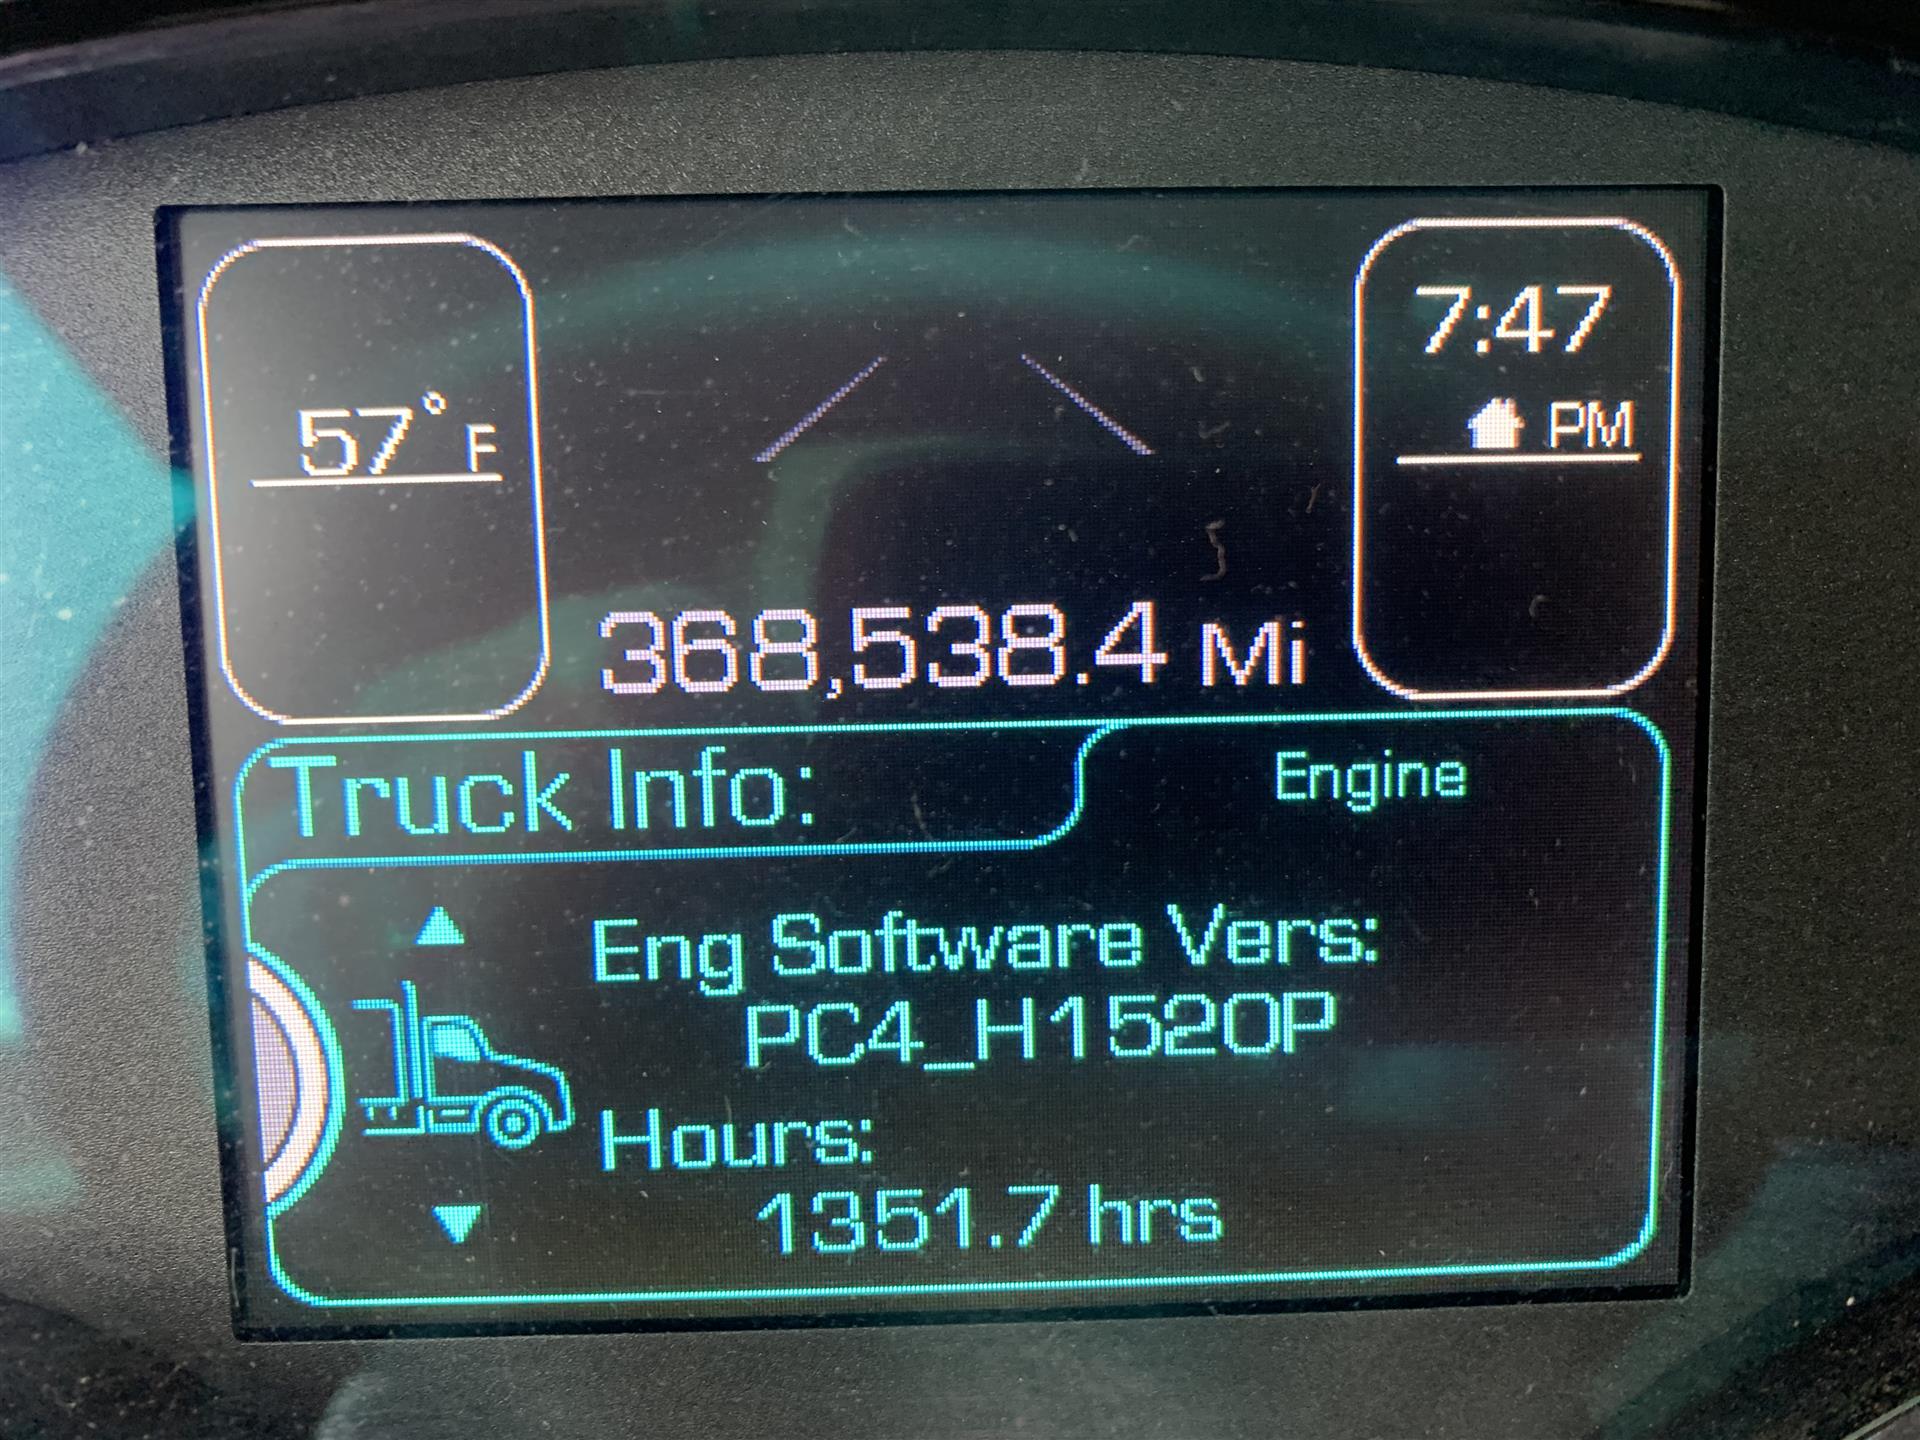 57° F
7:47
PM
368,538.4 Mi
Truck Info:
Engine
Eng Software Vers:
PC4_H1520P
Hours:
1351.7 hrs